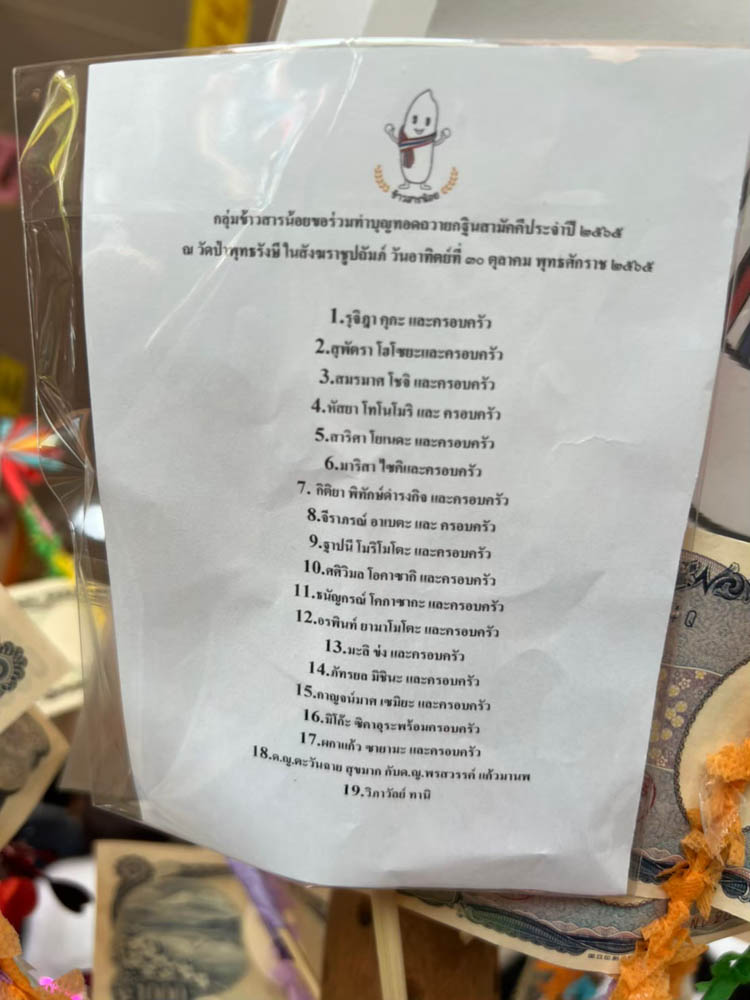 ข้าวสารน้อย
กลุ่มข้าวสารน้อยขอร่วมทำบุญทอดถวายกฐินสามัคคีประจำปี ๒๕๖๕
ณ วัดป่าพุทธรังษี ในสังฆราชูปถัมภ์ วันอาทิตย์ที่ ๓๐ ตุลาคม พุทธศักราช ๒๕๖๕
1.รุจิฎา คุกะ และครอบครัว
2.สุพัตรา โฮโซยะและครอบครัว
3.สมรมาศ โชจิ และครอบครัว
4.หัสยา โทโนโมริ และ ครอบครัว
5.สาริศา โยเนดะ และครอบครัว
6.มาริสา ไซกิและครอบครัว
7. กิติยา พิทักษ์ดำรงกิจ และครอบครัว
8.จีราภรณ์ อาเบตะ และ ครอบครัว
9.ฐาปนี โมริโมโตะ และครอบครัว
10.ศศิวิมล โอคาซากิ และครอบครัว
11.ธนัญกรณ์ โคกาซากะ และครอบครัว
12.อรพินท์ ยามาโมโตะ และครอบครัว
13.มะลิ ซ่ง และครอบครัว
14.ภัทรยล มิชินะ และครอบครัว
15.กาญจน์มาศ เซมิยะ และครอบครัว
16.มิโก๊ะ ซิคาอุระพร้อมครอบครัว
17.ผกาแก้ว ซายามะ และครอบครัว
18.ด.ญ.ตะวันฉาย สุขมาก กับด.ญ.พรสวรรค์ แก้วมานพ
19.วิภาวัลย์ ทานิ